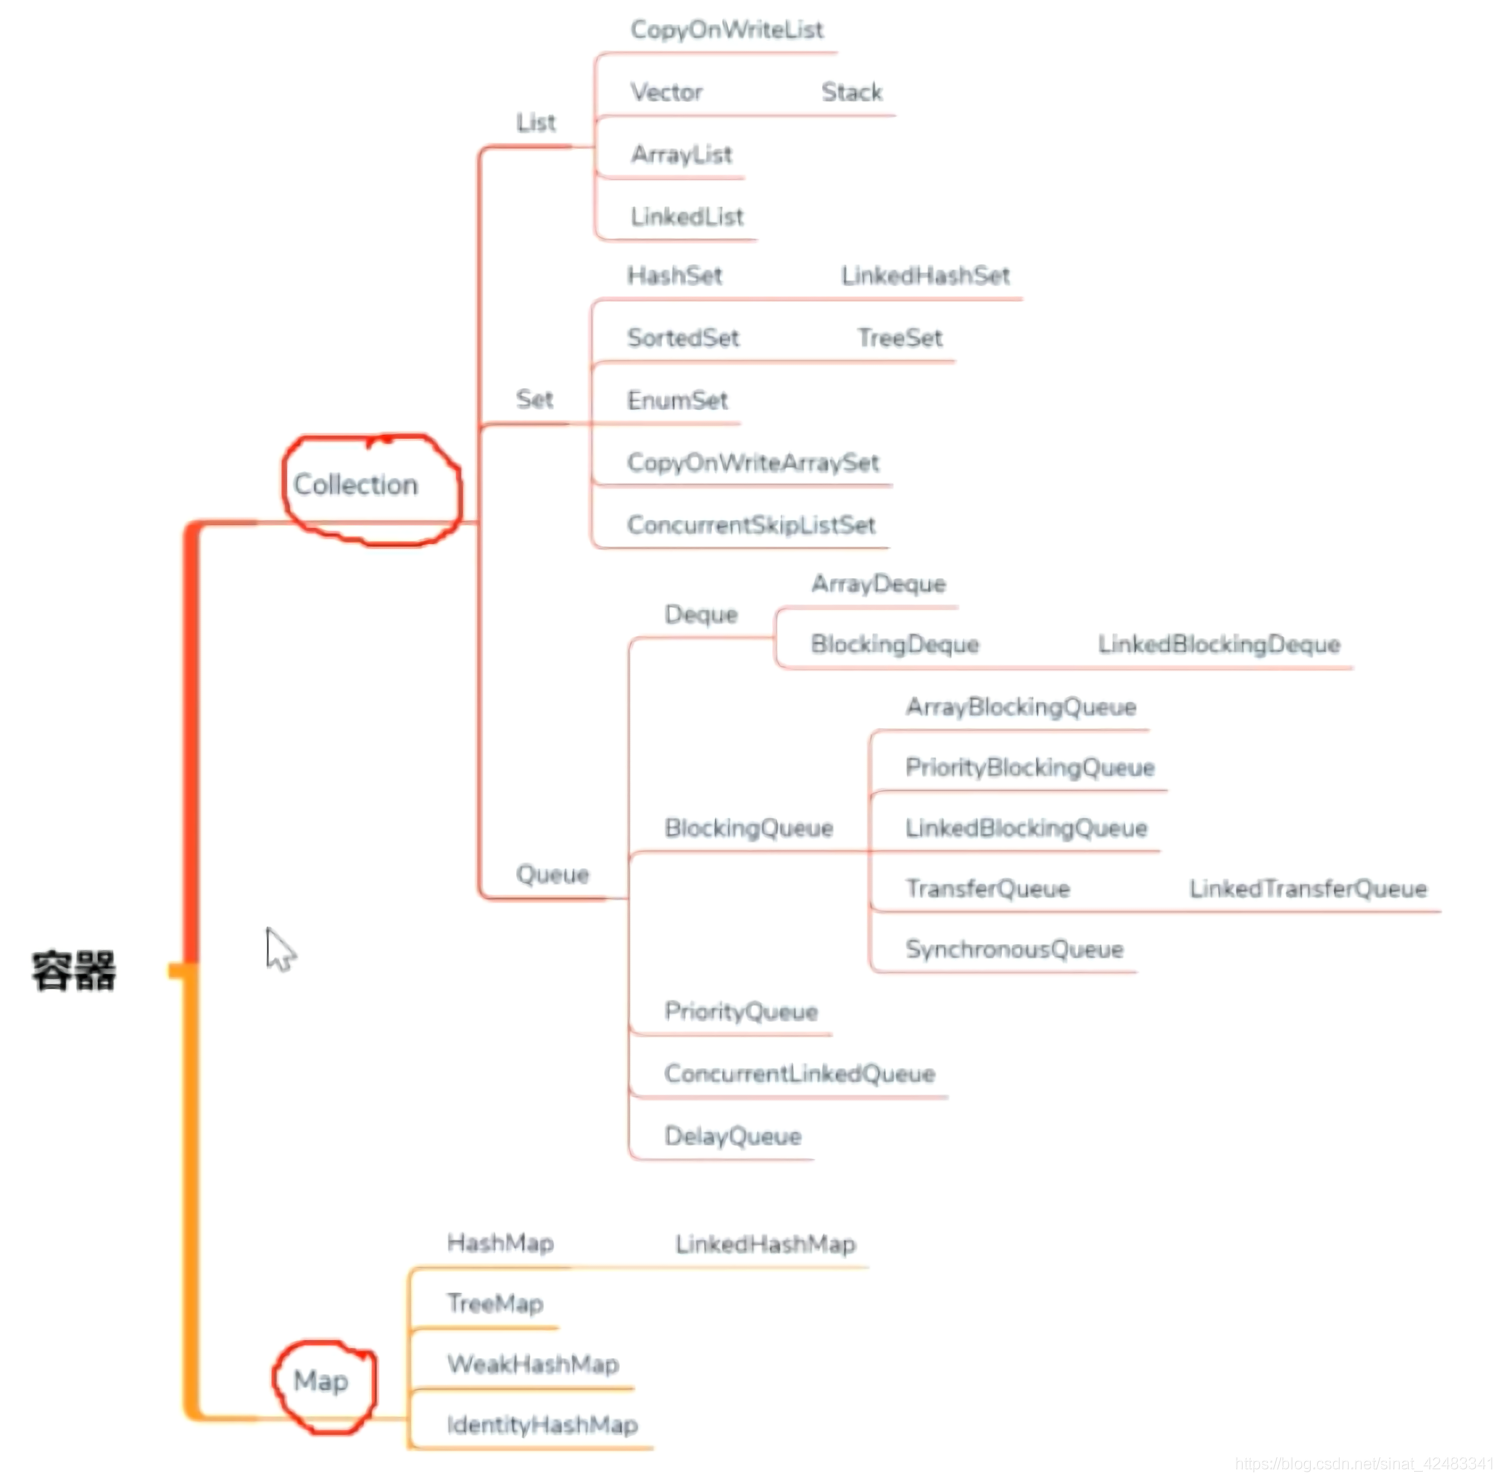 CopyOnWriteList
Vector Stack
List
ArrayList
LinkedList
HashSet LinkedHashSet
SortedSet TreeSet
Set
EnumSet
CopyOnWriteArraySet
Collection
ConcurrentSkipListSet
ArrayDeque
Deque
BlockingDeque LinkedBlockingDeque
ArrayBlockingQueue
PriorityBlockingQueue
BlockingQueue
LinkedBlockingQueue
Queue
TransferQueue LinkedTransferQueue
SynchronousQueue
容器
PriorityQueue
ConcurrentLinkedQueue
DelayQueue
HashMap LinkedHashMap
TreeMap
WeakHashMap
Map
IdentityHashMap
https://blog.csdn.net/sinat_42483341